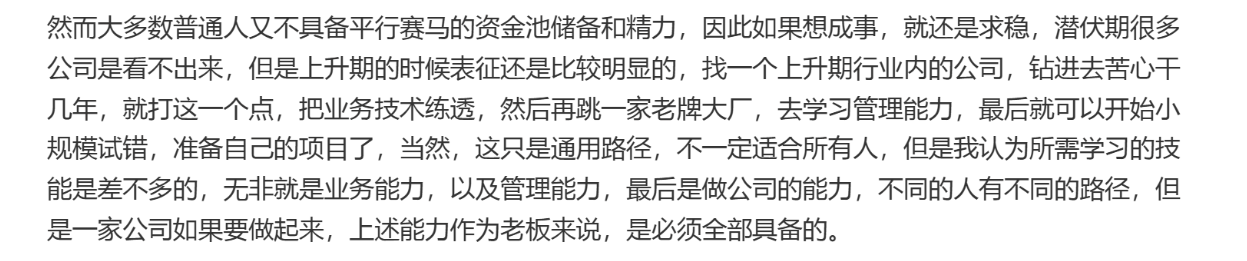 然而大多数普通人又不具备平行赛马的资金池储备和精力，因此如果想成事，就还是求稳，潜伏期很多
公司是看不出来，但是上升期的时候表征还是比较明显的，找一个上升期行业内的公司，钻进去苦心干
几年，就打这一个点，把业务技术练透，然后再跳一家老牌大厂，去学习管理能力，最后就可以开始小
规模试错，准备自己的项目了，当然，这只是通用路径，不一定适合所有人，但是我认为所需学习的技
能是差不多的，无非就是业务能力，以及管理能力，最后是做公司的能力，不同的人有不同的路径，但
是一家公司如果要做起来，上述能力作为老板来说，是必须全部具备的。